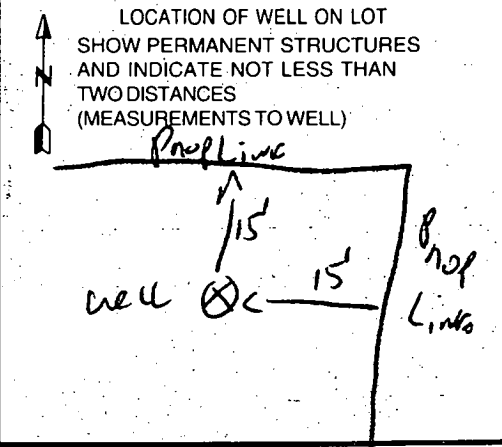 LOCATION OF WELL ON LOT
SHOW PERMANENT STRUCTURES
N AND INDICATE NOT LESS THAN
TWO DISTANCES
(MEASUREMENTS TO WELL)
Prop Line
15'
well
15'
Prop
Line